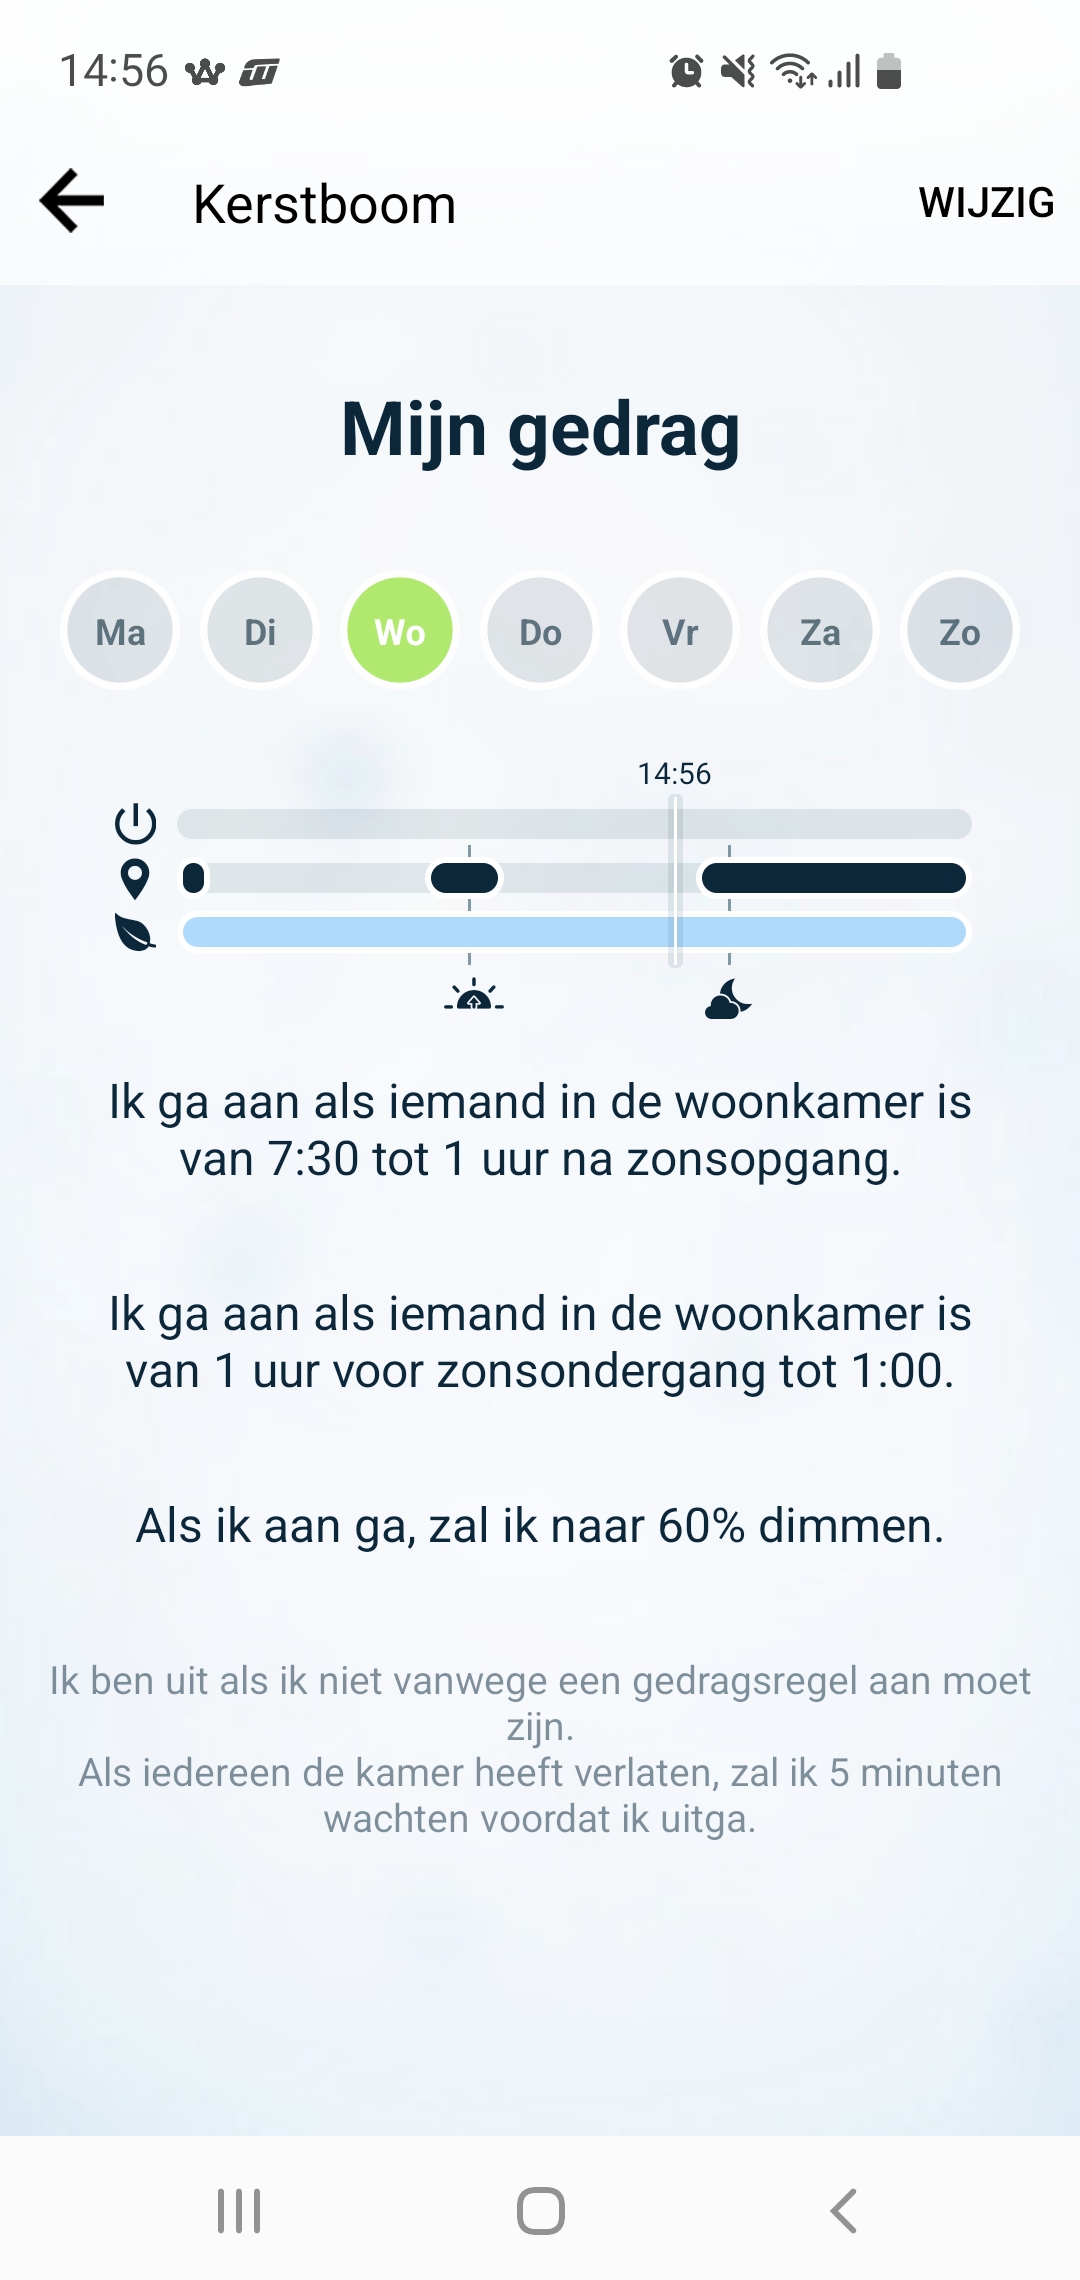 14:56
Kerstboom
WIJZIG
Mijn gedrag
Ma Di Wo Do Vr Za Zo
14:56
Ik ga aan als iemand in de woonkamer is
van 7:30 tot 1 uur na zonsopgang.
Ik ga aan als iemand in de woonkamer is
van 1 uur voor zonsondergang tot 1:00.
Als ik aan ga, zal ik naar 60% dimmen.
Ik ben uit als ik niet vanwege een gedragsregel aan moet
zijn.
Als iedereen de kamer heeft verlaten, zal ik 5 minuten
wachten voordat ik uitga.